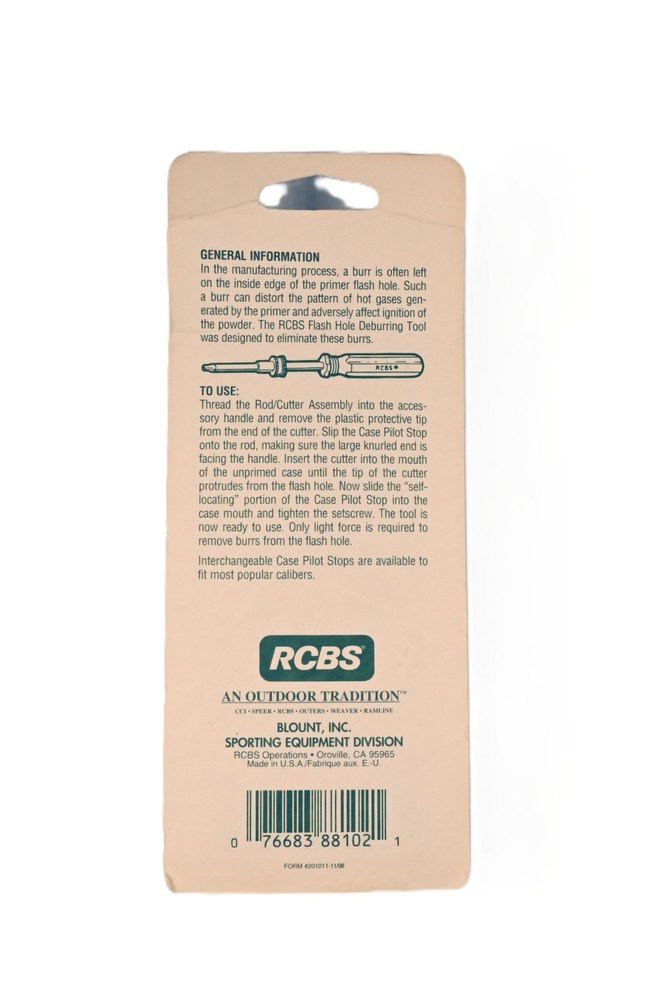 GENERAL INFORMATION
In the manufacturing process, a burr is often left
on the inside edge of the primer flash hole. Such
a burr can distort the pattern of hot gases gen-
erated by the primer and adversely affect ignition of
the powder. The RCBS Flash Hole Deburring Tool
was designed to eliminate these burrs.
RCBS
TO USE:
Thread the Rod/Cutter Assembly into the acces-
sory handle and remove the plastic protective tip
from the end of the cutter. Slip the Case Pilot Stop
onto the rod, making sure the large knurled end is
facing the handle. Insert the cutter into the mouth
of the unprimed case until the tip of the cutter
protrudes from the flash hole. Now slide the "self-
locating" portion of the Case Pilot Stop into the
case mouth and tighten the setscrew. The tool is
now ready to use. Only light force is required to
remove burrs from the flash hole.
Interchangeable Case Pilot Stops are available to
fit most popular calibers.
RCBS®
AN OUTDOOR TRADITION™
CCI • SPEER • RCBS • OUTERS • WEAVER • RAMLINE
BLOUNT, INC.
SPORTING EQUIPMENT DIVISION
RCBS Operations • Oroville, CA 95965
Made in U.S.A./Fabrique aux. E.-U.
0 76683 88102 1
FORM #201011-11/98